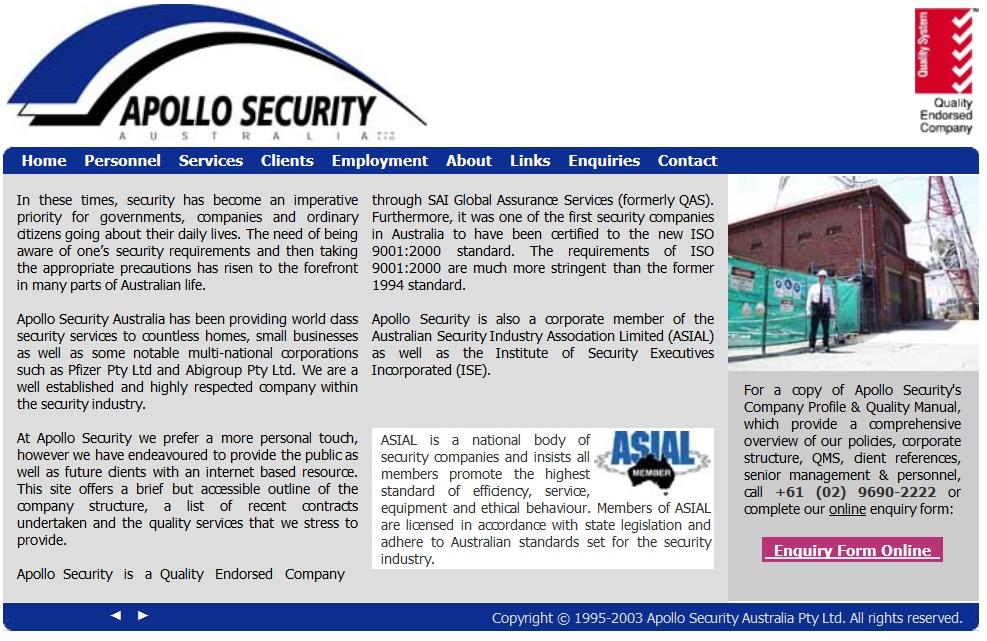 APOLLO SECURITY
A U S T R A L I A
Quality System
Quality
Endorsed
Company
Home Personnel Services Clients Employment About Links Enquiries Contact
In these times, security has become an imperative
priority for governments, companies and ordinary
citizens going about their daily lives. The need of being
aware of one's security requirements and then taking
the appropriate precautions has risen to the forefront
in many parts of Australian life.
Apollo Security Australia has been providing world class
security services to countless homes, small businesses
as well as some notable multi-national corporations
such as Pfizer Pty Ltd and Abigroup Pty Ltd. We are a
well established and highly respected company within
the security industry.
At Apollo Security we prefer a more personal touch,
however we have endeavoured to provide the public as
well as future clients with an internet based resource.
This site offers a brief but accessible outline of the
company structure, a list of recent contracts
undertaken and the quality services that we stress to
provide.
Apollo Security is a Quality Endorsed Company
through SAI Global Assurance Services (formerly QAS).
Furthermore, it was one of the first security companies
in Australia to have been certified to the new ISO
9001:2000 standard. The requirements of ISO
9001:2000 are much more stringent than the former
1994 standard.
Apollo Security is also a corporate member of the
Australian Security Industry Association Limited (ASIAL)
as well as the Institute of Security Executives
Incorporated (ISE).
ASIAL is a national body of
security companies and insists all
members promote the highest
standard of efficiency, service,
equipment and ethical behaviour. Members of ASIAL
are licensed in accordance with state legislation and
adhere to Australian standards set for the security
industry.
ASIAL
MEMBER
For a copy of Apollo Security's
Company Profile & Quality Manual,
which provide a comprehensive
overview of our policies, corporate
structure, QMS, client references,
senior management & personnel,
call +61 (02) 9690-2222 or
complete our online enquiry form:
Enquiry Form Online
Copyright © 1995-2003 Apollo Security Australia Pty Ltd. All rights reserved.